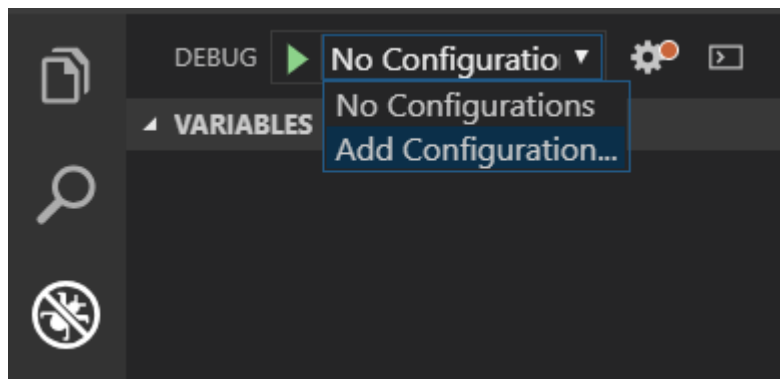 DEBUG No Configuratio
No Configurations
VARIABLES
Add Configuration...